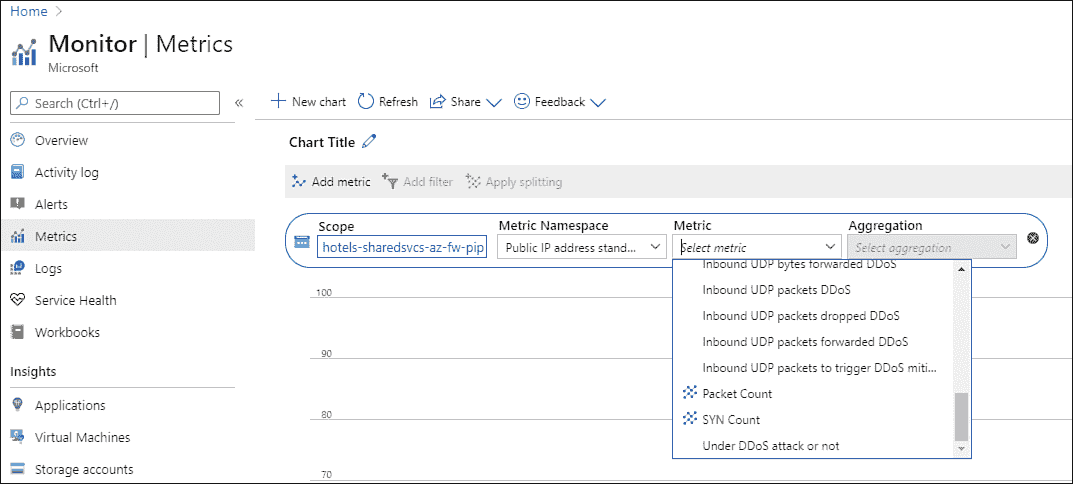 Home >
Monitor | Metrics
Microsoft
Search (Ctrl+/)
«
Overview
Activity log
Alerts
Metrics
Logs
Service Health
Workbooks
Insights
Applications
Virtual Machines
Storage accounts
New chart Refresh Share Feedback
Chart Title
Add metric Add filter Apply splitting
Scope Metric Namespace Metric Aggregation
hotels-sharedsvcs-az-fw-pip Public IP address stand... Select metric Select aggregation
Inbound UDP bytes forwarded DDoS
Inbound UDP packets DDoS
Inbound UDP packets dropped DDoS
Inbound UDP packets forwarded DDoS
Inbound UDP packets to trigger DDoS miti...
Packet Count
SYN Count
Under DDoS attack or not
100
90
80
70